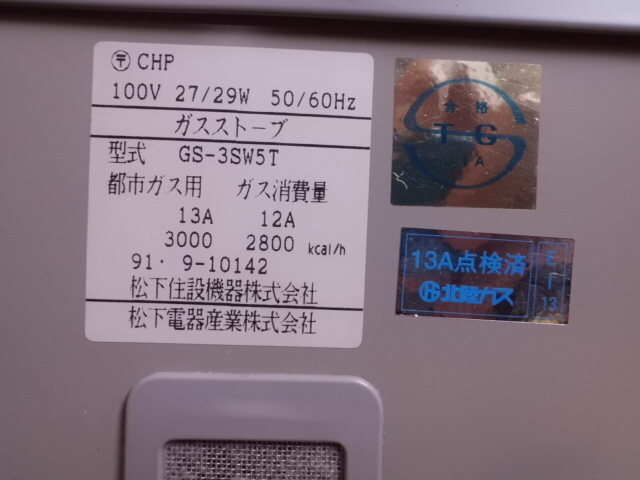 〒 CHP
100V 27/29W 50/60Hz
ガスストーブ
型式 GS-3SW5T
都市ガス用 ガス消費量
13A 12A
3000 2800 kcal/h
91・9-10142
松下住設機器株式会社
松下電器産業株式会社
合格
TG
JIA
13A点検済
北陸ガス
13